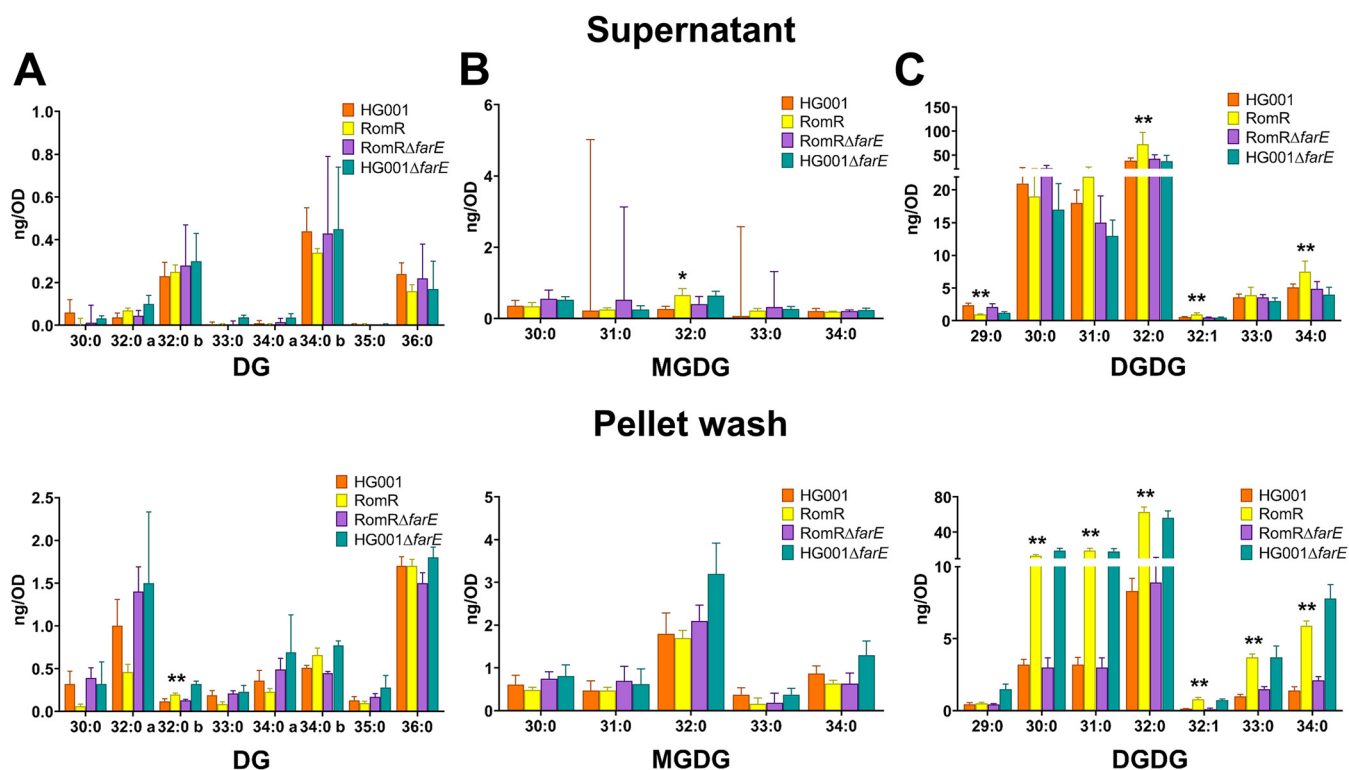 Supernatant
A
1.0
0.8
0.6
0.4
0.2
0.0
ng/OD
HG001
RomR
RomRΔfarE
HG001ΔfarE
30:0 32:0 a 32:0 b 33:0 34:0 a 34:0 b 35:0 36:0
DG
B
6
4
2
0
ng/OD
HG001
RomR
RomRΔfarE
HG001ΔfarE
*
30:0 31:0 32:0 33:0 34:0
MGDG
C
150
100
50
20
15
10
5
0
ng/OD
HG001
RomR
RomRΔfarE
HG001ΔfarE
** ** ** **
29:0 30:0 31:0 32:0 32:1 33:0 34:0
DGDG
Pellet wash
2.5
2.0
1.5
1.0
0.5
0.0
ng/OD
HG001
RomR
RomRΔfarE
HG001ΔfarE
**
30:0 32:0 a 32:0 b 33:0 34:0 a 34:0 b 35:0 36:0
DG
5
4
3
2
1
0
ng/OD
HG001
RomR
RomRΔfarE
HG001ΔfarE
30:0 31:0 32:0 33:0 34:0
MGDG
80
60
40
10
5
0
ng/OD
HG001
RomR
RomRΔfarE
HG001ΔfarE
** ** ** ** ** **
29:0 30:0 31:0 32:0 32:1 33:0 34:0
DGDG